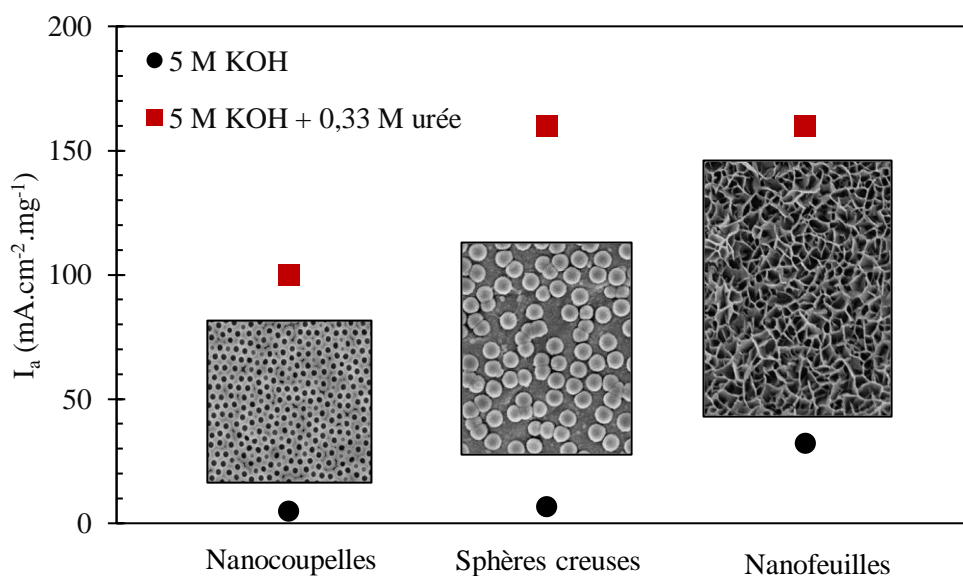 200
150
100
50
0
I_a (mA.cm⁻².mg⁻¹)
5 M KOH
5 M KOH + 0,33 M urée
Nanocoupelles
Sphères creuses
Nanofeuilles